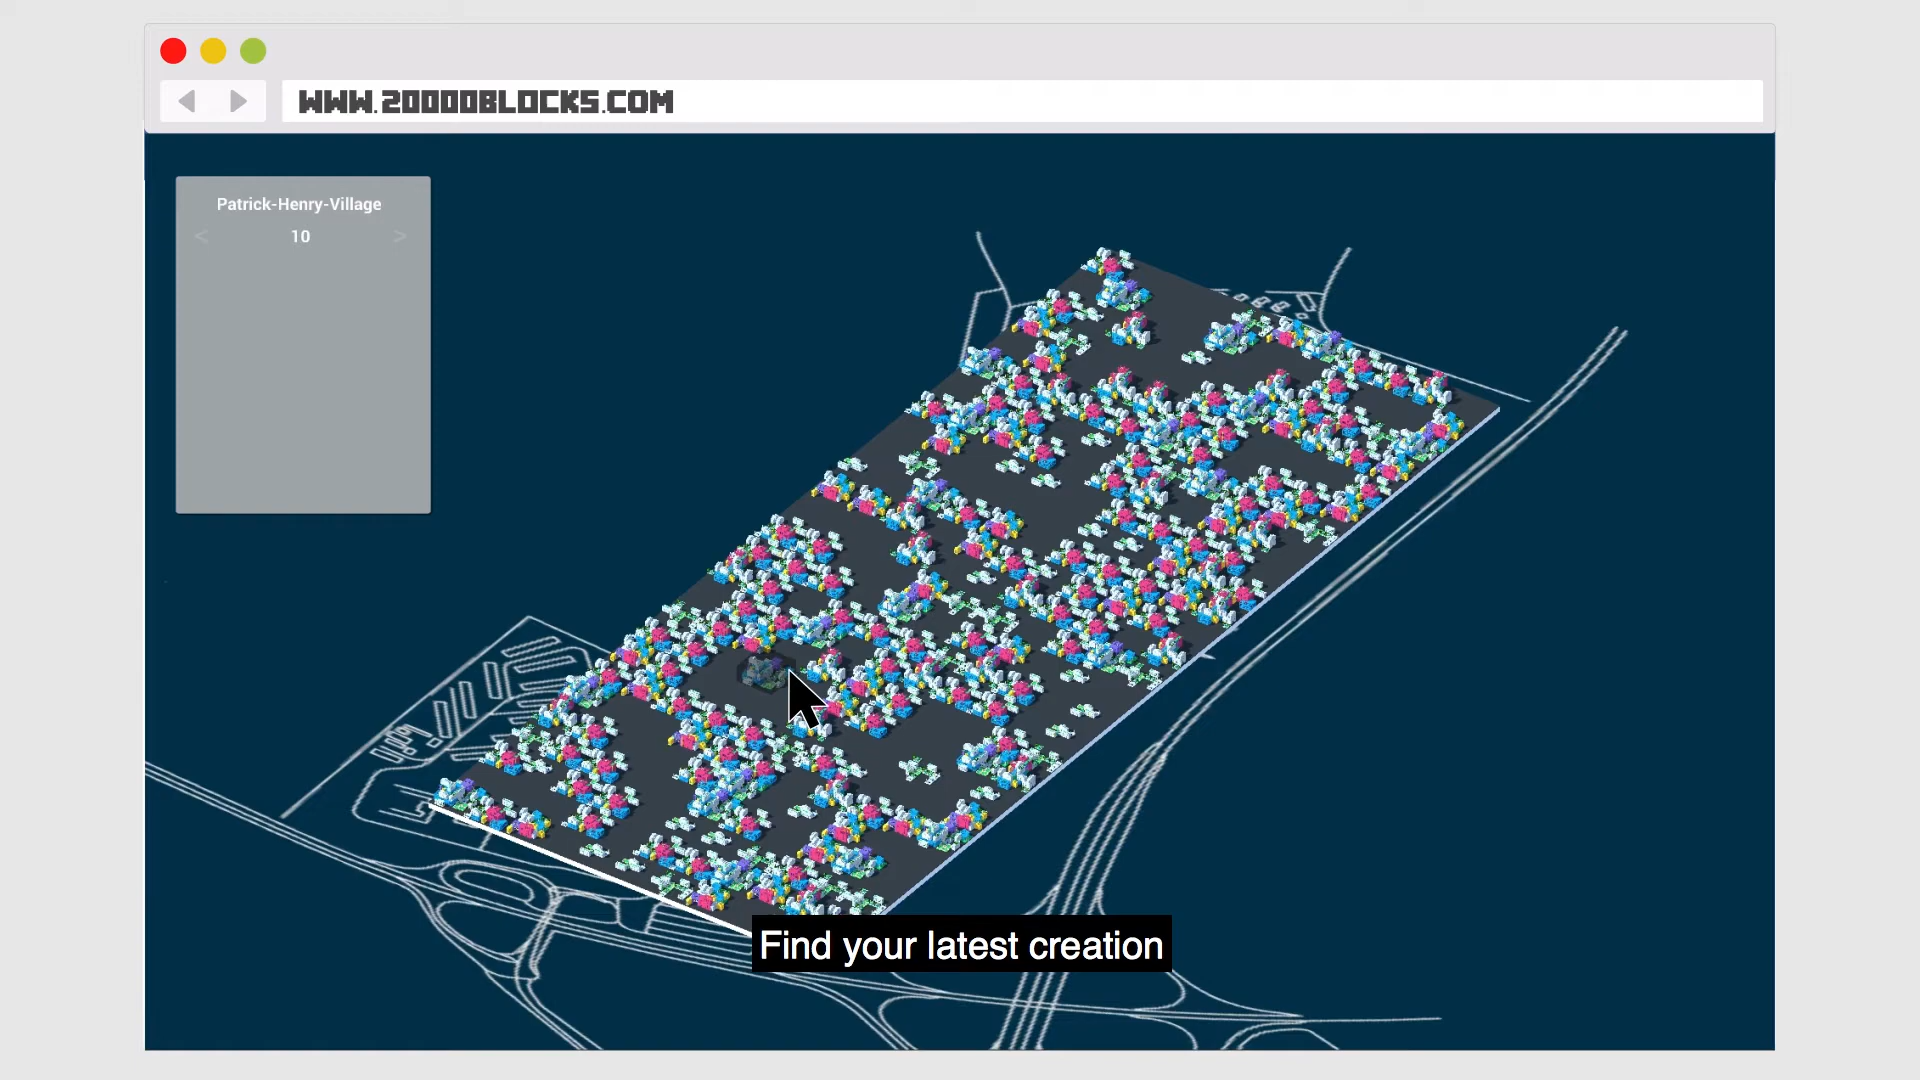 WWW.20000BLOCKS.COM
Patrick-Henry-Village
< 10 >
Find your latest creation